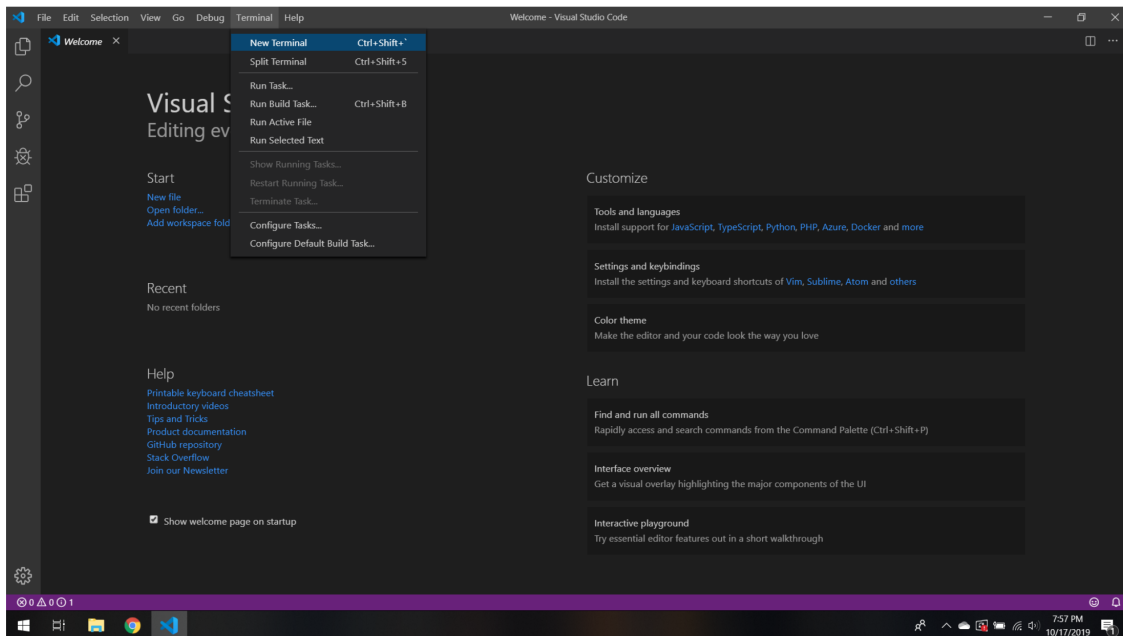 File Edit Selection View Go Debug Terminal Help
Welcome - Visual Studio Code
Welcome
New Terminal Ctrl+Shift+`
Split Terminal Ctrl+Shift+5
Run Task...
Run Build Task... Ctrl+Shift+B
Run Active File
Run Selected Text
Show Running Tasks...
Restart Running Task...
Terminate Task...
Configure Tasks...
Configure Default Build Task...
Visual S
Editing ev
Start
New file
Open folder...
Add workspace fold
Recent
No recent folders
Help
Printable keyboard cheatsheet
Introductory videos
Tips and Tricks
Product documentation
GitHub repository
Stack Overflow
Join our Newsletter
Show welcome page on startup
Customize
Tools and languages
Install support for JavaScript, TypeScript, Python, PHP, Azure, Docker and more
Settings and keybindings
Install the settings and keyboard shortcuts of Vim, Sublime, Atom and others
Color theme
Make the editor and your code look the way you love
Learn
Find and run all commands
Rapidly access and search commands from the Command Palette (Ctrl+Shift+P)
Interface overview
Get a visual overlay highlighting the major components of the UI
Interactive playground
Try essential editor features out in a short walkthrough
0 0 1
7:57 PM
10/17/2019
1